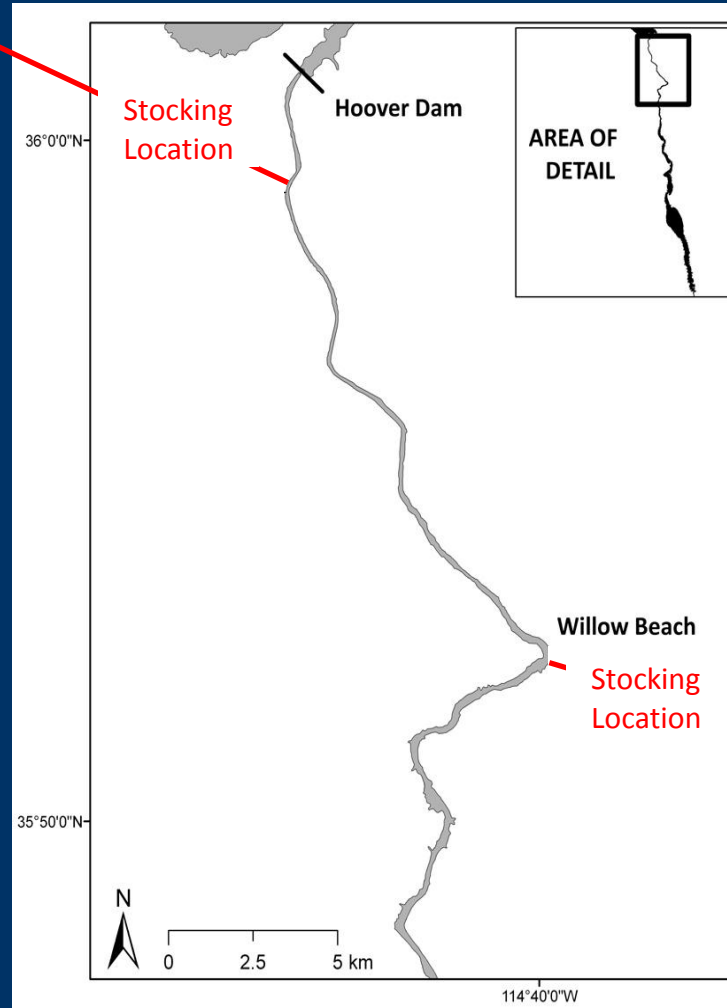 Stocking
Location
Hoover Dam
AREA OF
DETAIL
36°0'0"N
Willow Beach
Stocking
Location
35°50'0"N
N
0 2.5 5 km
114°40'0"W